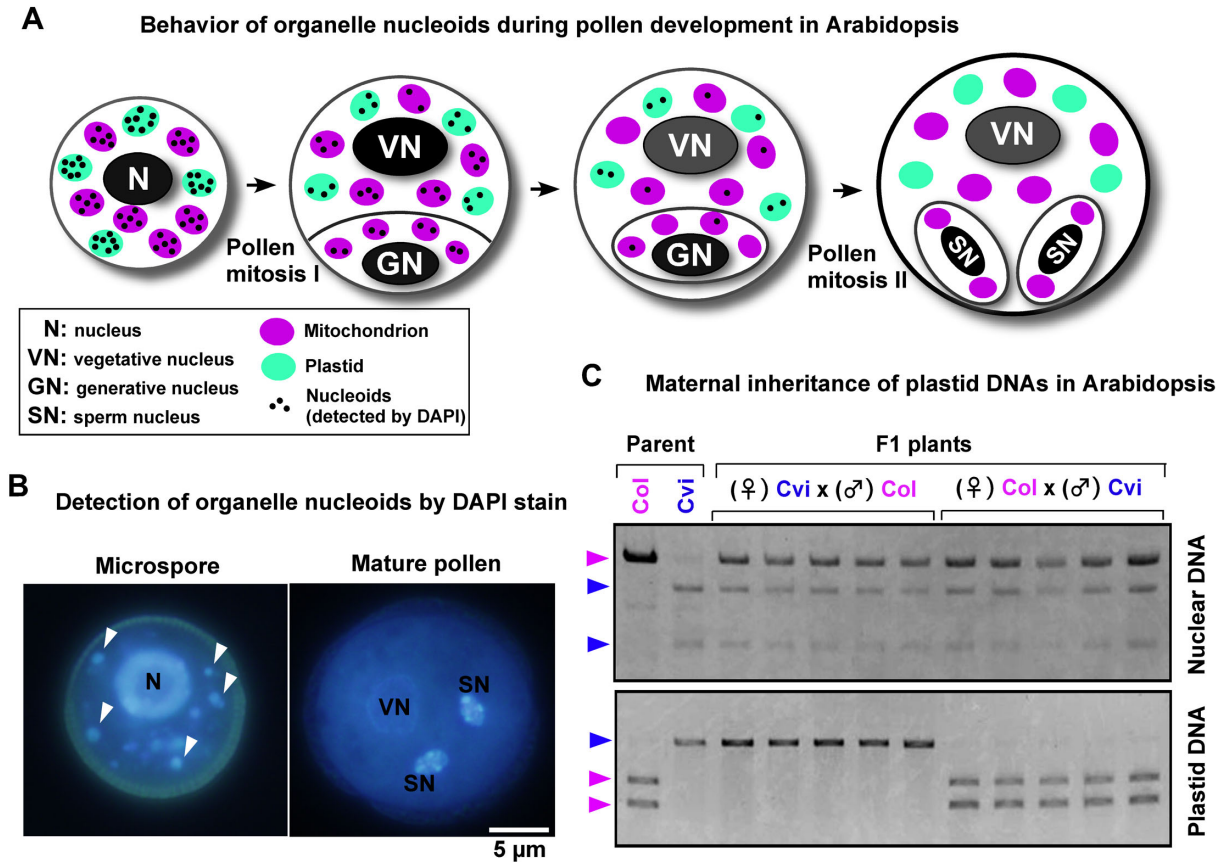 A
Behavior of organelle nucleoids during pollen development in Arabidopsis
N
VN
GN
Pollen
mitosis I
VN
GN
Pollen
mitosis II
VN
SN
SN
N: nucleus
VN: vegetative nucleus
GN: generative nucleus
SN: sperm nucleus
Mitochondrion
Plastid
Nucleoids
(detected by DAPI)
B
Detection of organelle nucleoids by DAPI stain
Microspore
Mature pollen
N
VN
SN
SN
5 µm
C
Maternal inheritance of plastid DNAs in Arabidopsis
Parent
F1 plants
Col
Cvi
(♀) Cvi x (♂) Col
(♀) Col x (♂) Cvi
Nuclear DNA
Plastid DNA